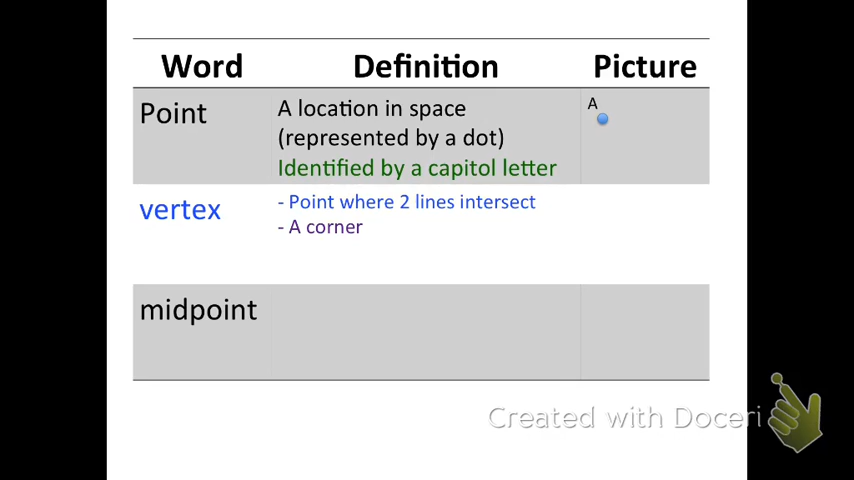 Word Definition Picture
Point A location in space A
(represented by a dot)
Identified by a capitol letter
vertex - Point where 2 lines intersect
- A corner
midpoint
Created with Doceri